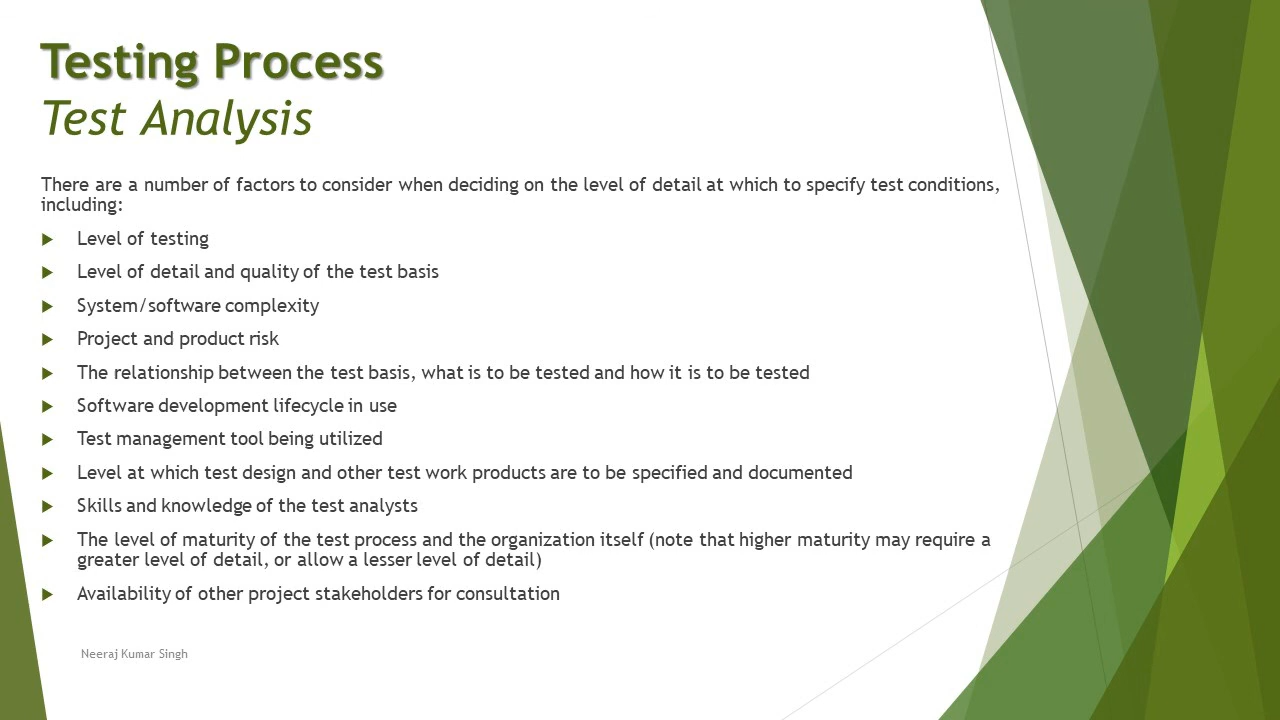 Testing Process
Test Analysis
There are a number of factors to consider when deciding on the level of detail at which to specify test conditions,
including:
Level of testing
Level of detail and quality of the test basis
System/software complexity
Project and product risk
The relationship between the test basis, what is to be tested and how it is to be tested
Software development lifecycle in use
Test management tool being utilized
Level at which test design and other test work products are to be specified and documented
Skills and knowledge of the test analysts
The level of maturity of the test process and the organization itself (note that higher maturity may require a
greater level of detail, or allow a lesser level of detail)
Availability of other project stakeholders for consultation
Neeraj Kumar Singh